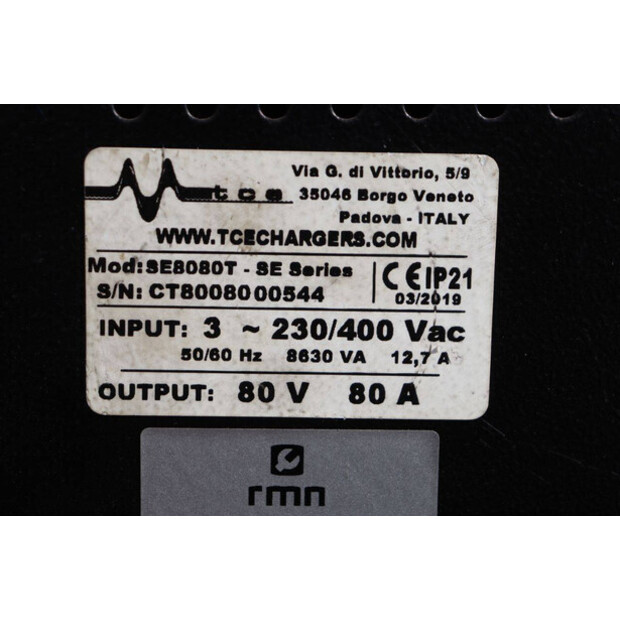 tce
Via G. di Vittorio, 5/9
35046 Borgo Veneto
Padova - ITALY
WWW.TCECHARGERS.COM
Mod: SE8080T - SE Series
S/N: CT8008000544
CE IP21
03/2019
INPUT: 3 ~ 230/400 Vac
50/60 Hz 8630 VA 12,7 A
OUTPUT: 80 V 80 A
rmn